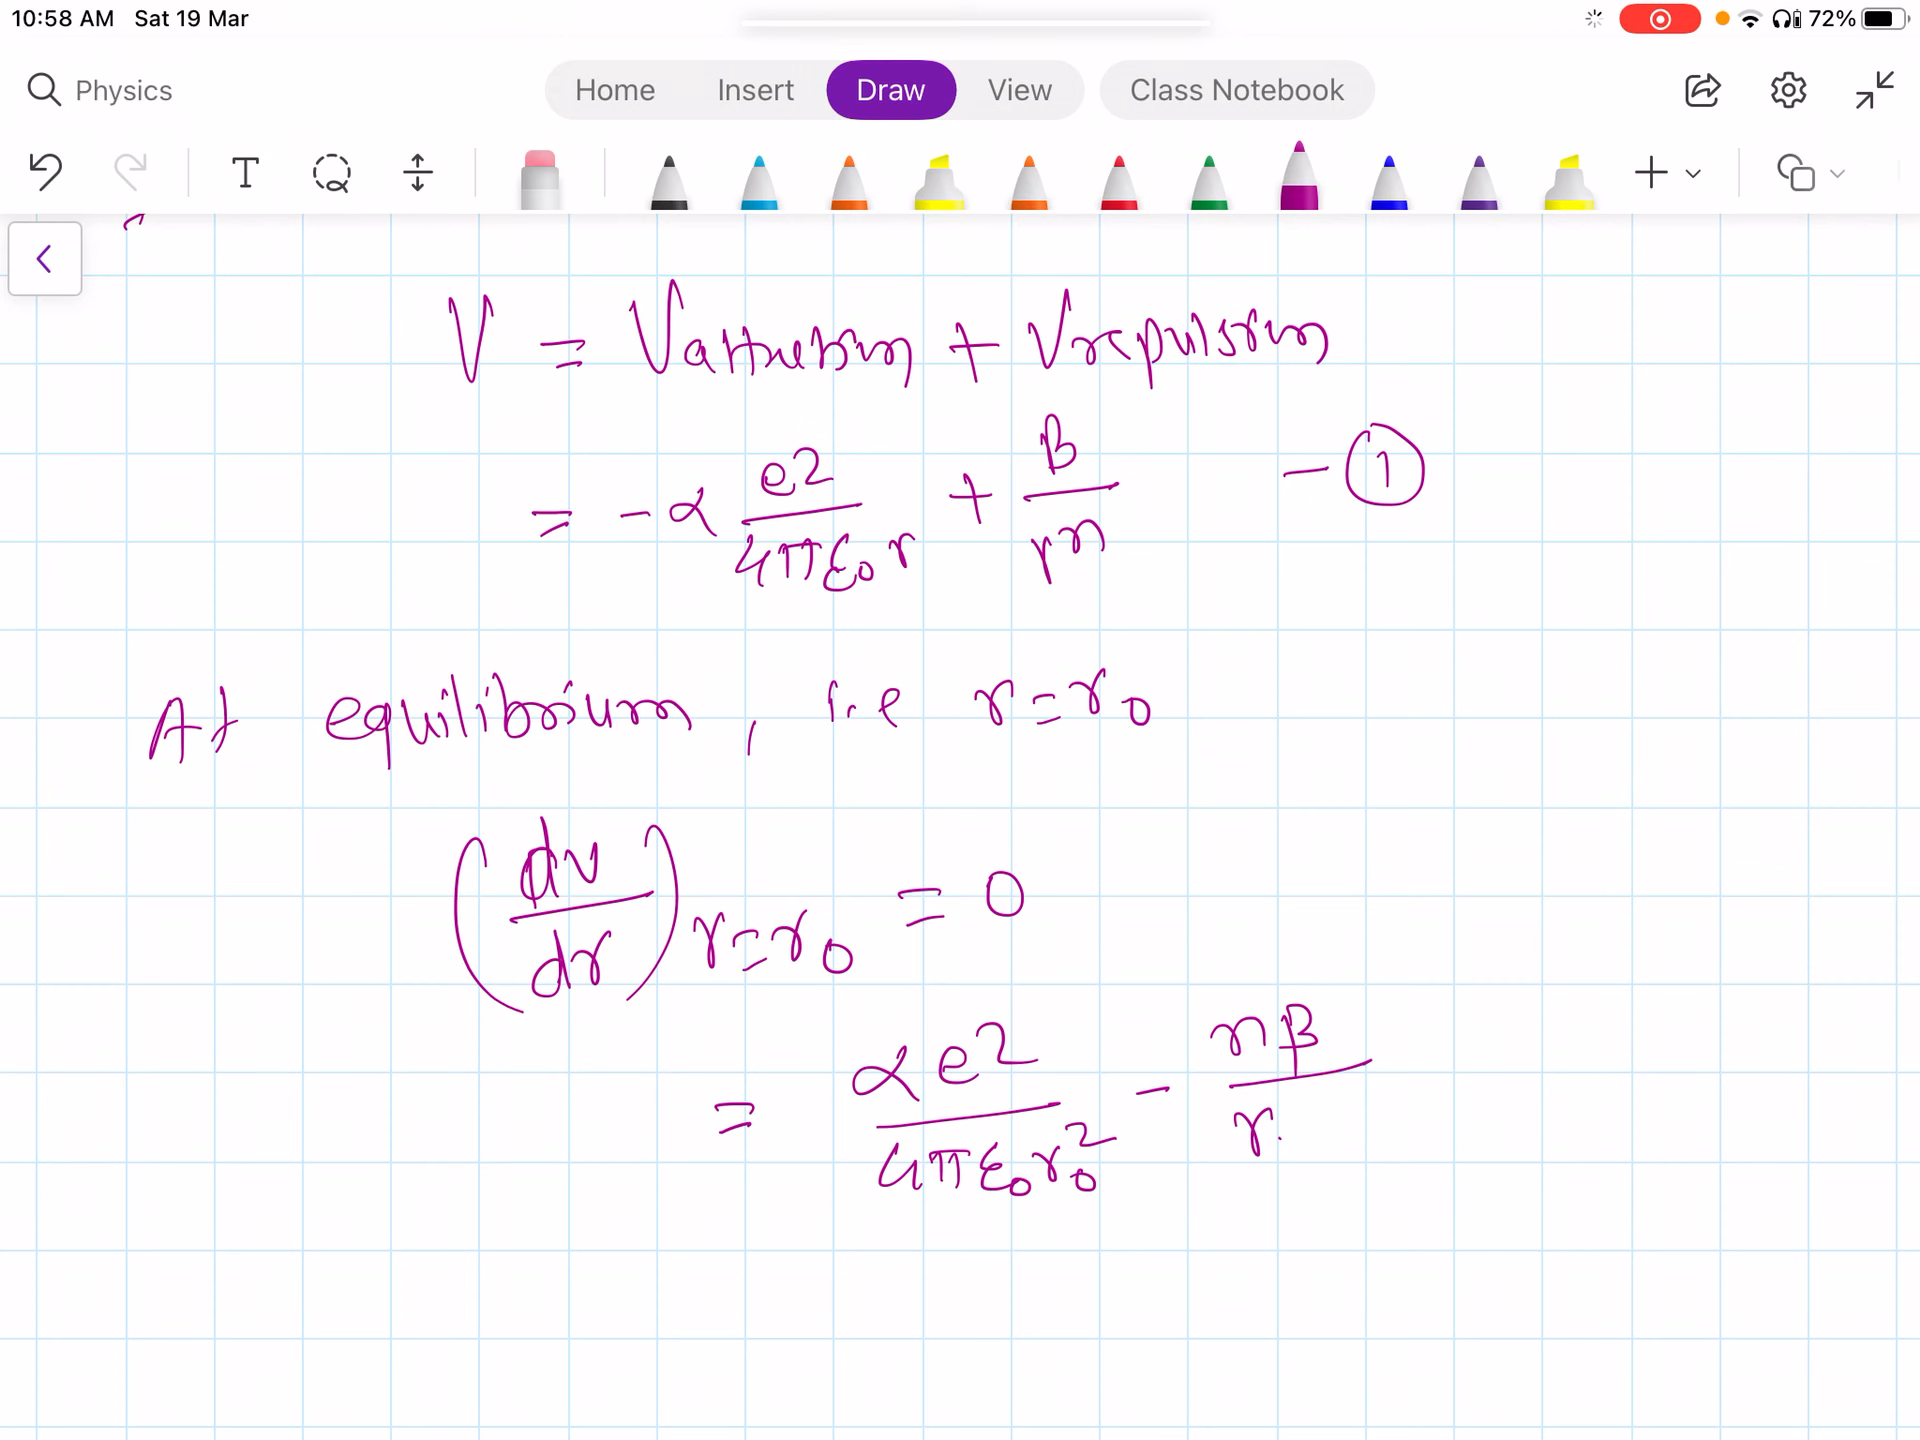 10:58 AM Sat 19 Mar 72%
Physics Home Insert Draw View Class Notebook
T
V = Vattraction + Vrepulsion
= -α e²/4πε₀r + B/rⁿ - ①
At equilibrium, i.e r=r₀
(dv/dr) r=r₀ = 0
= αe²/4πε₀r₀² - nβ/r.